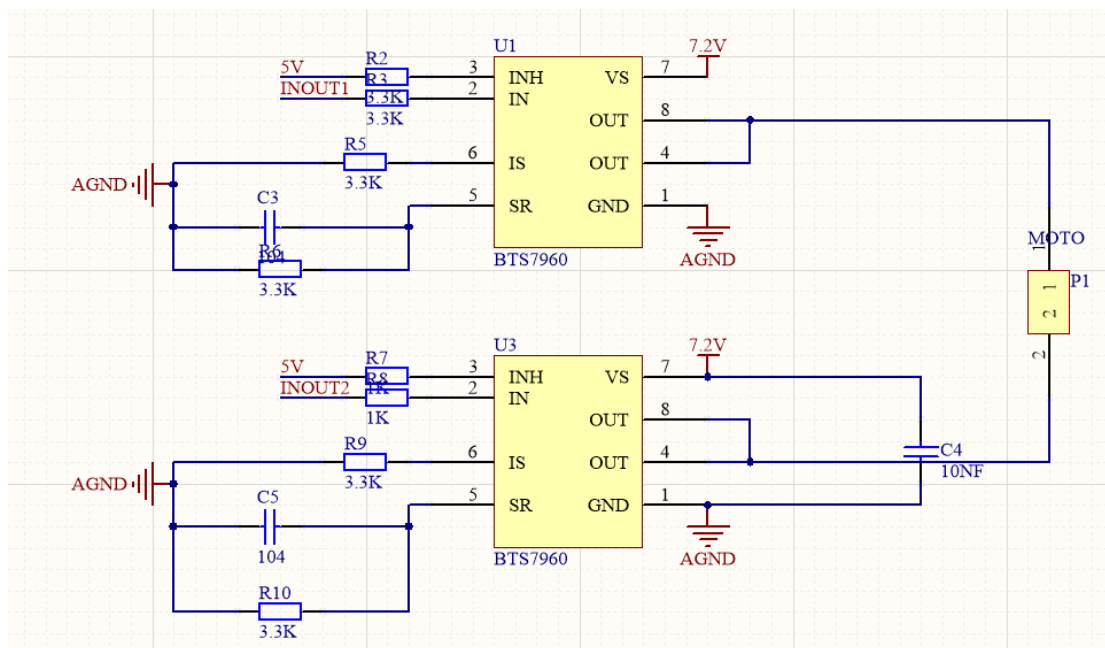 U1
7.2V
R2
5V
3
INH
VS
7
R3
INOUT1
3.3K
2
IN
3.3K
OUT
8
R5
6
IS
OUT
4
3.3K
AGND
C3
5
SR
GND
1
R6
104
3.3K
BTS7960
AGND
MOTO
1
1
P1
2
2
U3
7.2V
R7
5V
3
INH
VS
7
R8
INOUT2
1K
2
IN
1K
OUT
8
R9
6
IS
OUT
4
C4
3.3K
10NF
AGND
C5
5
SR
GND
1
104
BTS7960
AGND
R10
3.3K